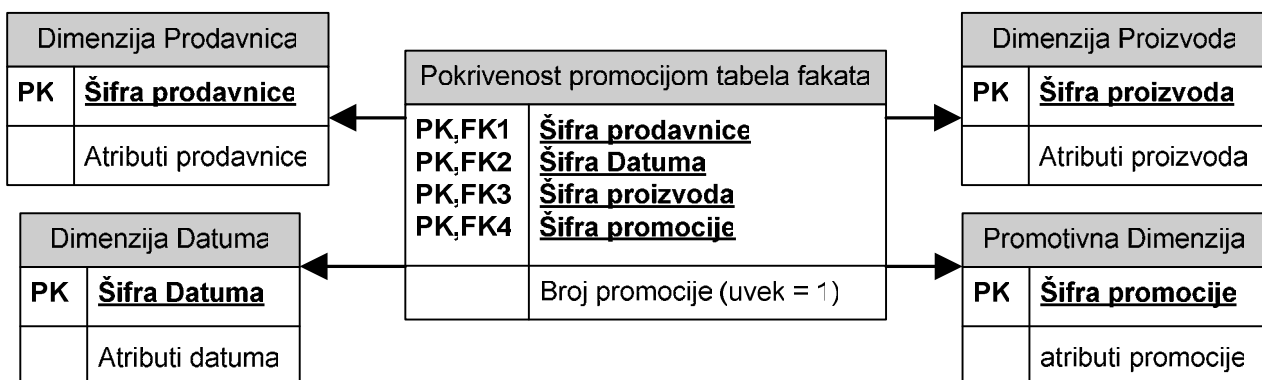 Dimenzija Prodavnica
PK Šifra prodavnice
Atributi prodavnice
Dimenzija Datuma
PK Šifra Datuma
Atributi datuma
Pokrivenost promocijom tabela fakata
PK,FK1 Šifra prodavnice
PK,FK2 Šifra Datuma
PK,FK3 Šifra proizvoda
PK,FK4 Šifra promocije
Broj promocije (uvek = 1)
Dimenzija Proizvoda
PK Šifra proizvoda
Atributi proizvoda
Promotivna Dimenzija
PK Šifra promocije
atributi promocije